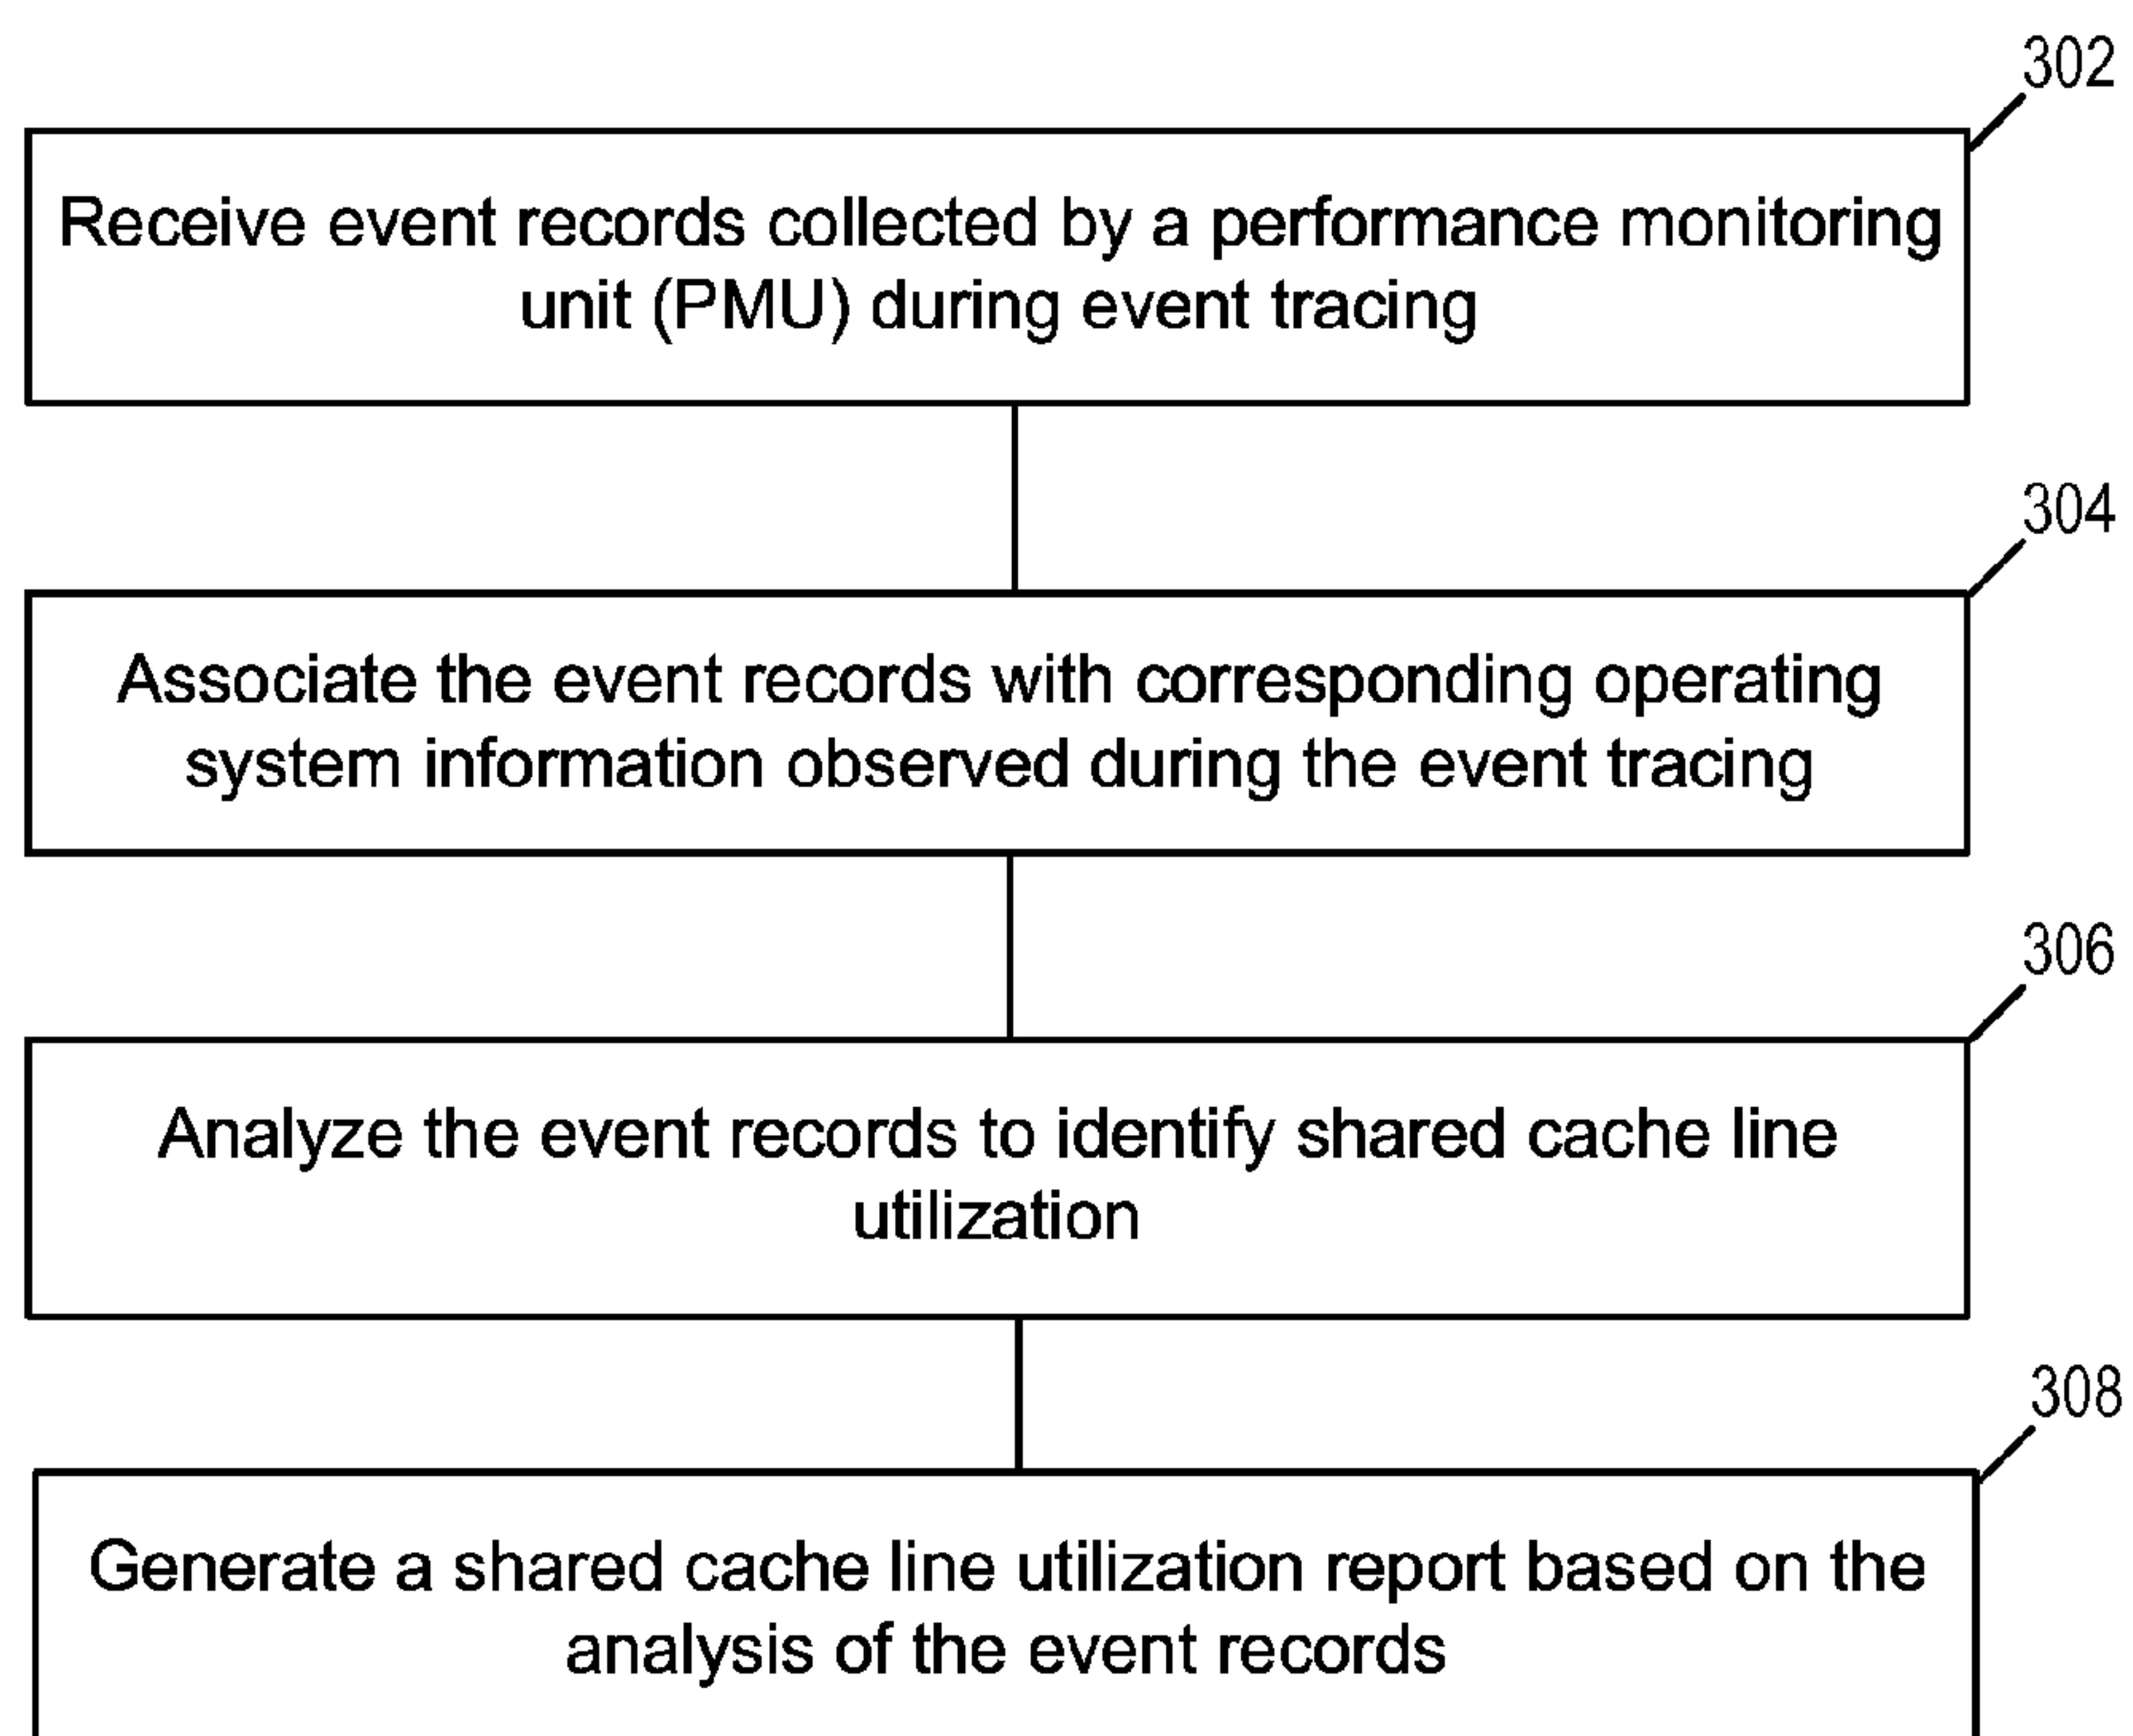 302
Receive event records collected by a performance monitoring
unit (PMU) during event tracing
304
Associate the event records with corresponding operating
system information observed during the event tracing
306
Analyze the event records to identify shared cache line
utilization
308
Generate a shared cache line utilization report based on the
analysis of the event records